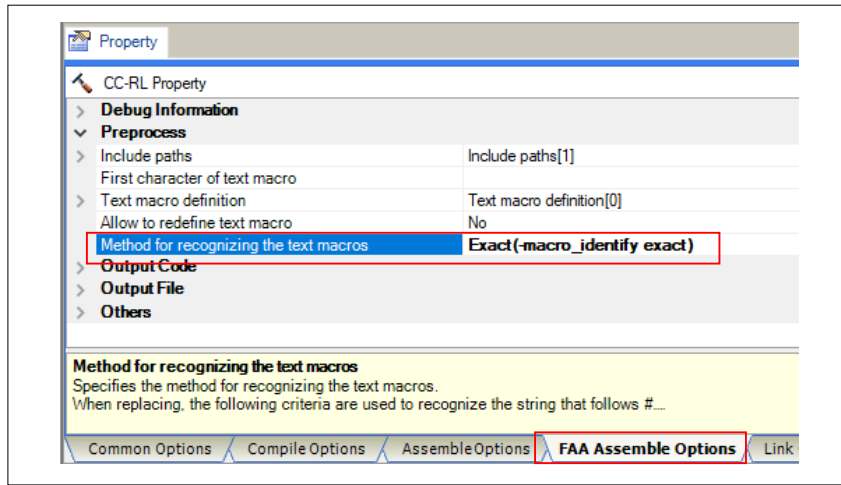 Property
CC-RL Property
Debug Information
Preprocess
Include paths Include paths[1]
First character of text macro
Text macro definition Text macro definition[0]
Allow to redefine text macro No
Method for recognizing the text macros Exact(-macro_identify exact)
Output Code
Output File
Others
Method for recognizing the text macros
Specifies the method for recognizing the text macros.
When replacing, the following criteria are used to recognize the string that follows #....
Common Options Compile Options AssembleOptions FAA Assemble Options Link